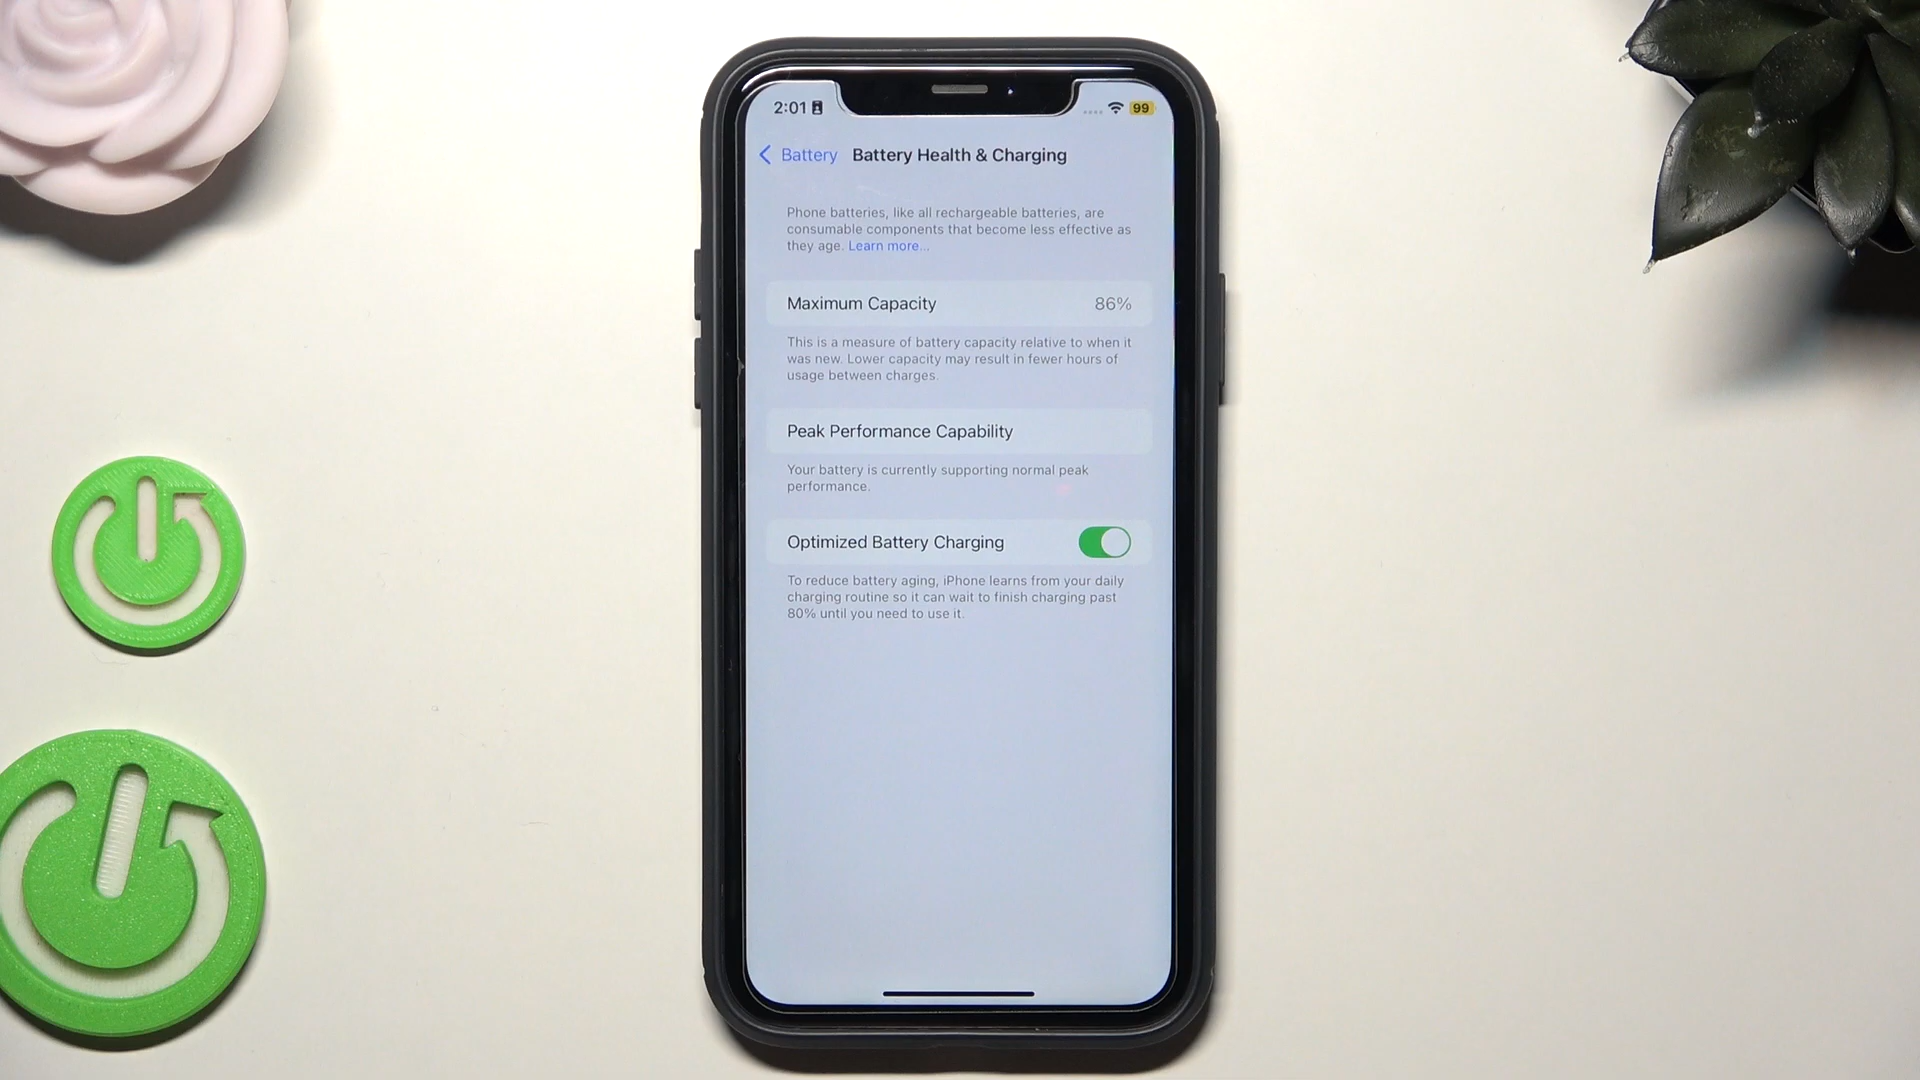 2:01 99
Battery Battery Health & Charging
Phone batteries, like all rechargeable batteries, are
consumable components that become less effective as
they age. Learn more...
Maximum Capacity 86%
This is a measure of battery capacity relative to when it
was new. Lower capacity may result in fewer hours of
usage between charges.
Peak Performance Capability
Your battery is currently supporting normal peak
performance.
Optimized Battery Charging
To reduce battery aging, iPhone learns from your daily
charging routine so it can wait to finish charging past
80% until you need to use it.